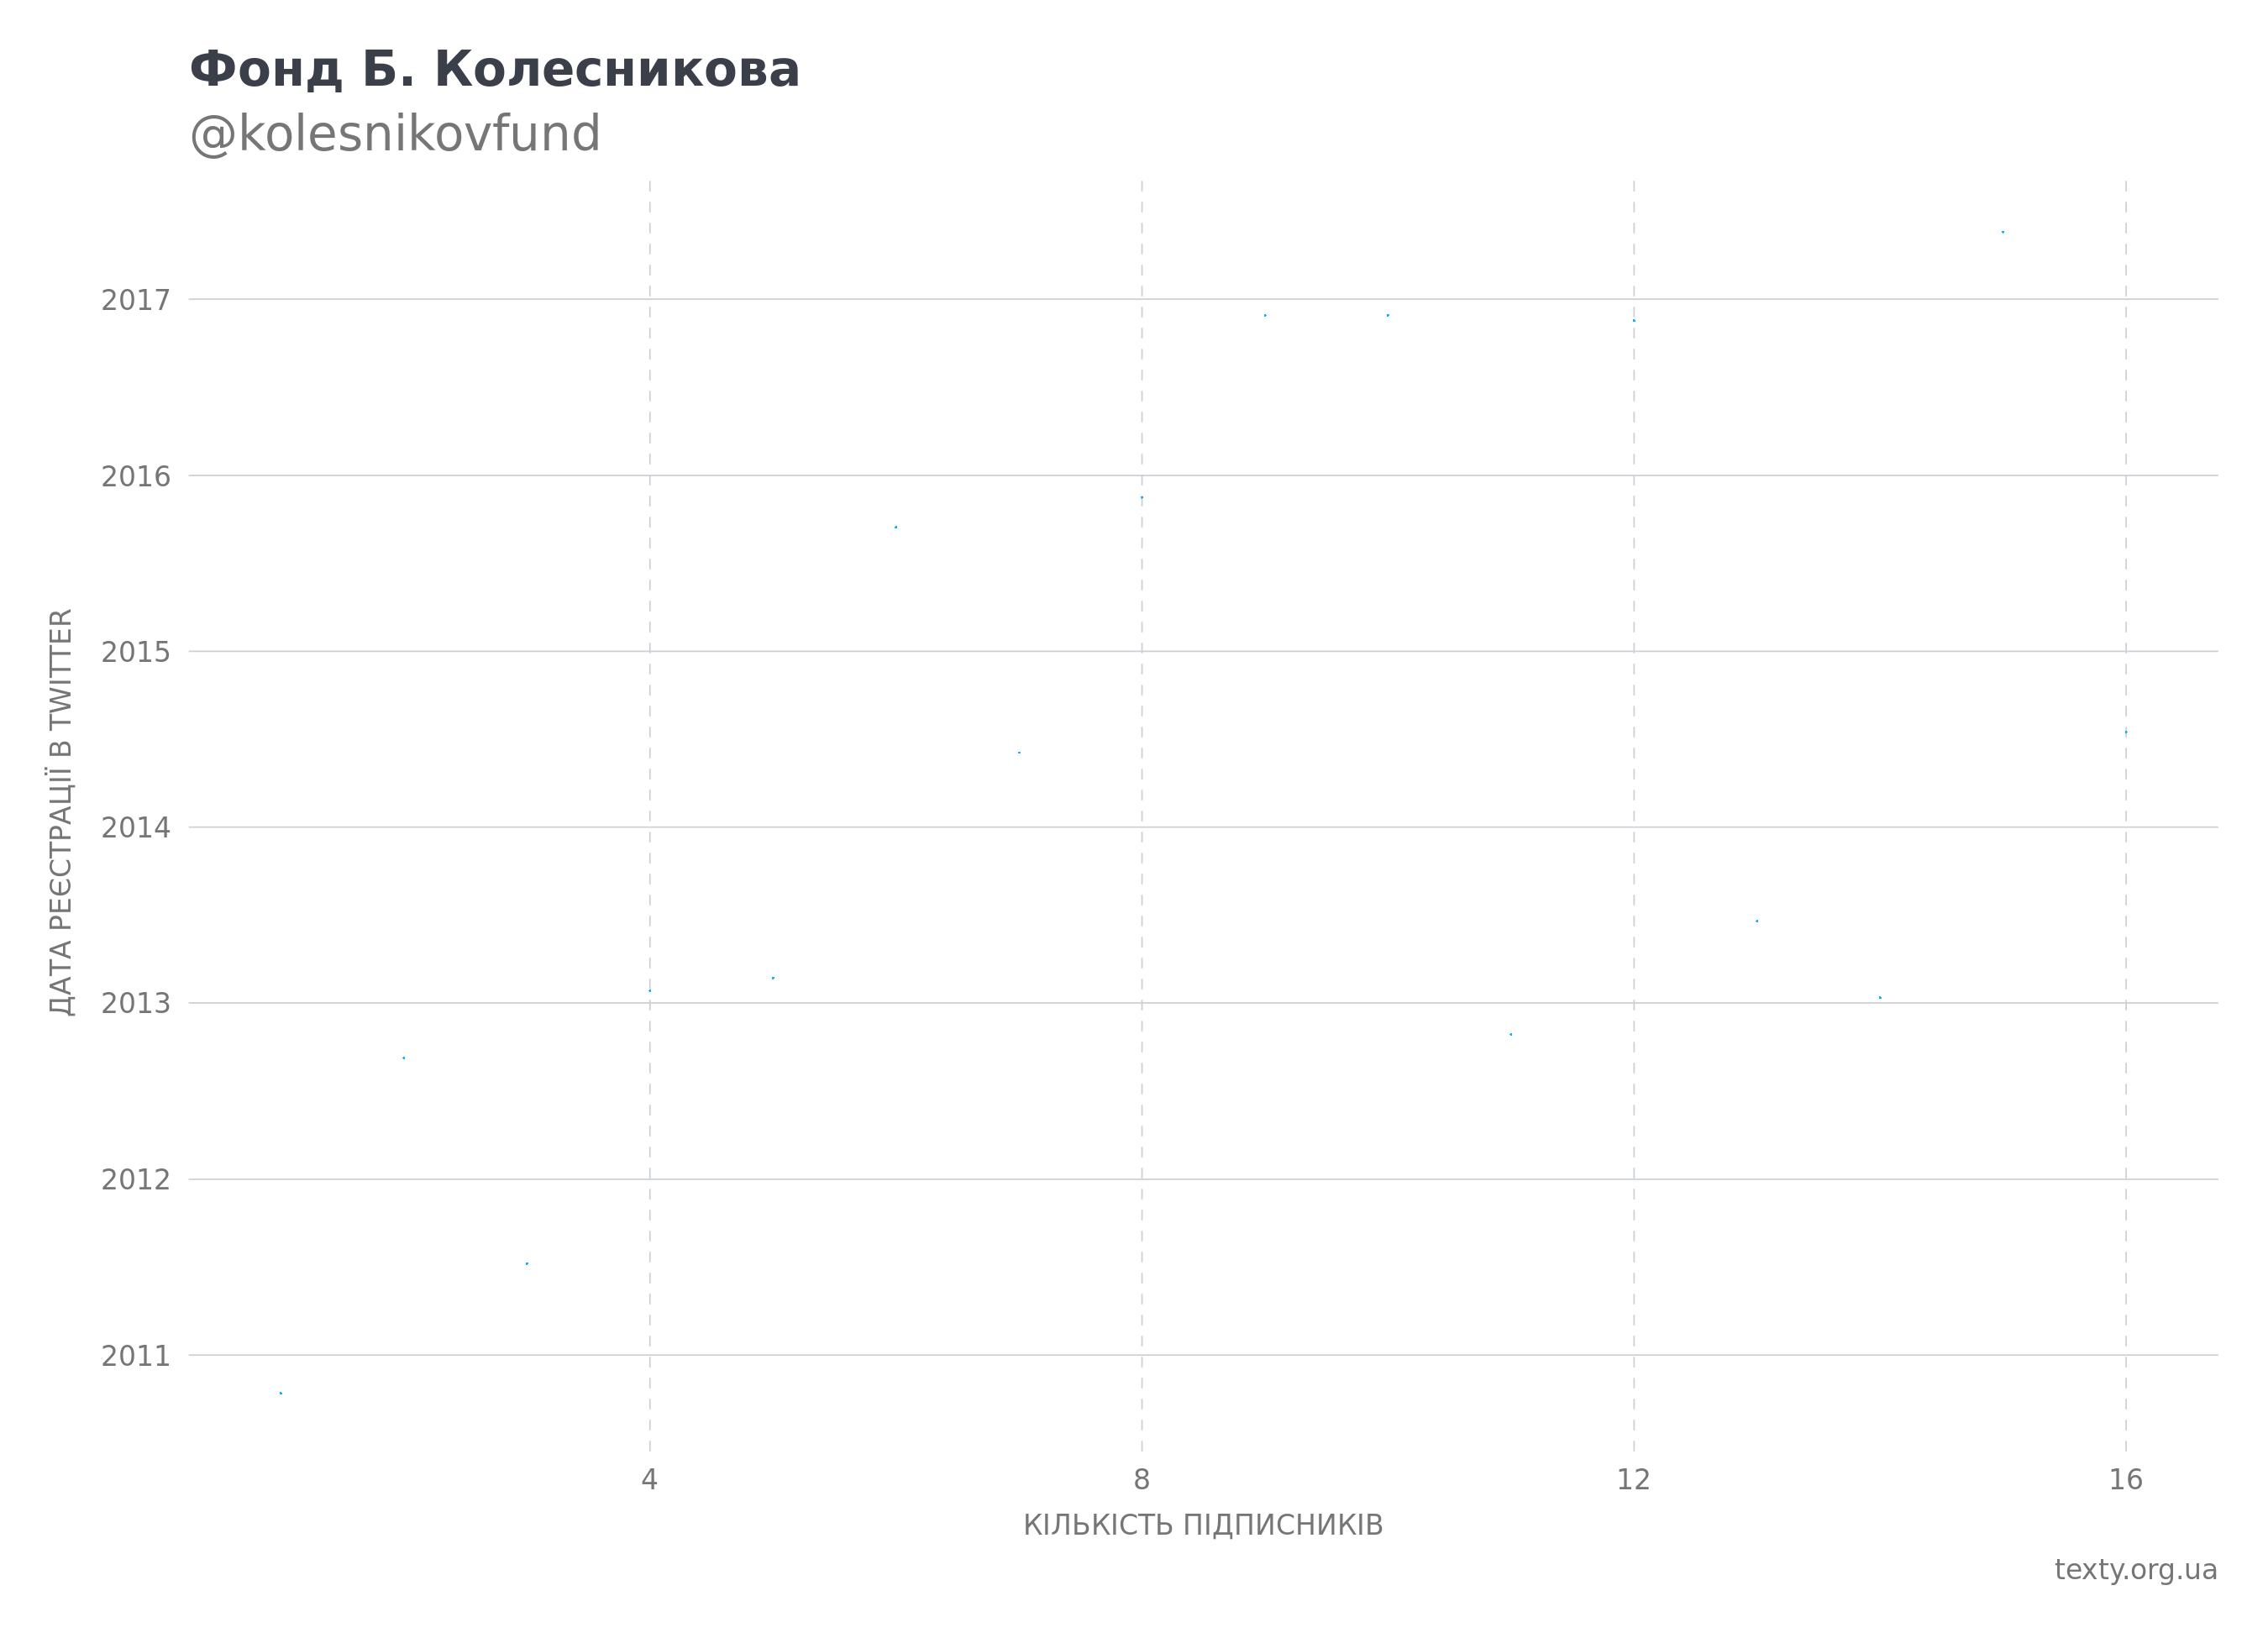 Фонд Б. Колесникова
@kolesnikovfund
ДАТА РЕЄСТРАЦІЇ В TWITTER
2017
2016
2015
2014
2013
2012
2011
4 8 12 16
КІЛЬКІСТЬ ПІДПИСНИКІВ
texty.org.ua